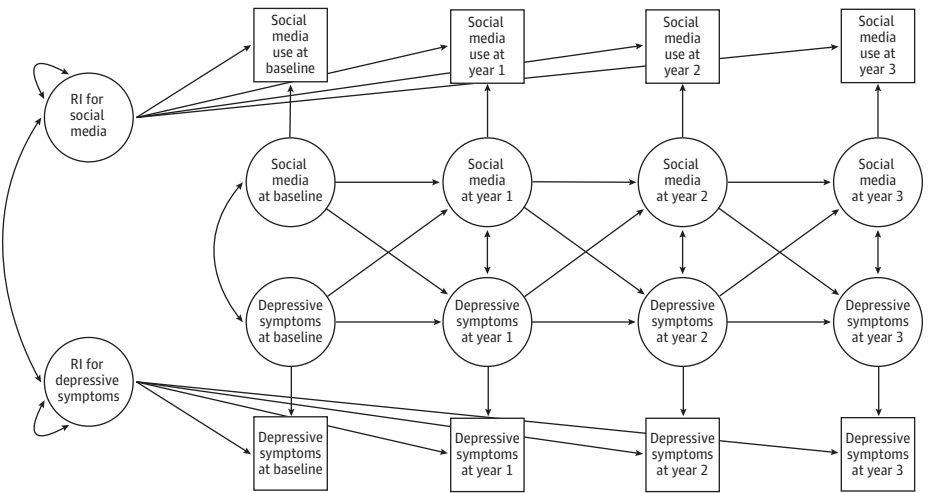 Social
media
use at
baseline
Social
media
use at
year 1
Social
media
use at
year 2
Social
media
use at
year 3
RI for
social
media
Social
media
at baseline
Social
media
at year 1
Social
media
at year 2
Social
media
at year 3
Depressive
symptoms
at baseline
Depressive
symptoms
at year 1
Depressive
symptoms
at year 2
Depressive
symptoms
at year 3
RI for
depressive
symptoms
Depressive
symptoms
at baseline
Depressive
symptoms
at year 1
Depressive
symptoms
at year 2
Depressive
symptoms
at year 3